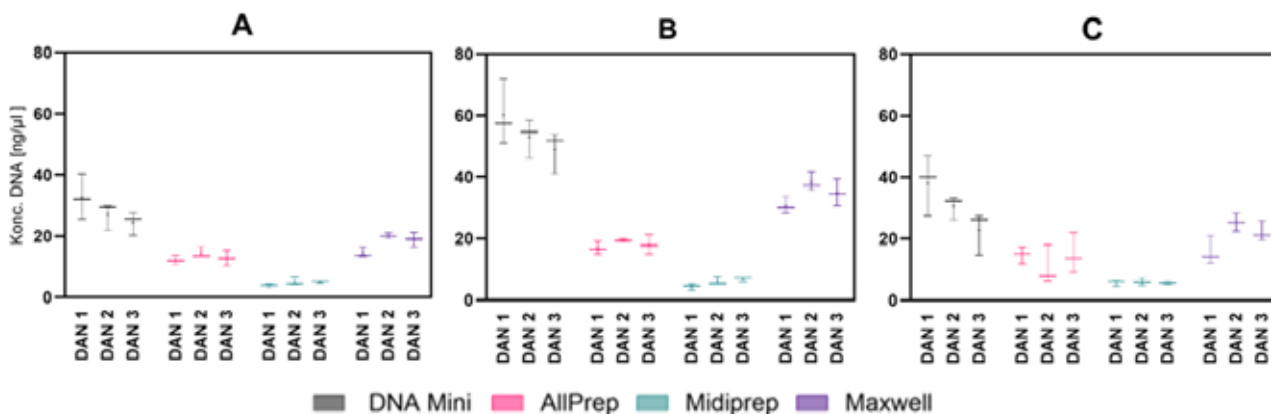 A B C
Konc. DNA [ng/µl ]
80 80 80
60 60 60
40 40 40
20 20 20
0 0 0
DAN 1 DAN 2 DAN 3 DAN 1 DAN 2 DAN 3 DAN 1 DAN 2 DAN 3 DAN 1 DAN 2 DAN 3
DAN 1 DAN 2 DAN 3 DAN 1 DAN 2 DAN 3 DAN 1 DAN 2 DAN 3 DAN 1 DAN 2 DAN 3
DAN 1 DAN 2 DAN 3 DAN 1 DAN 2 DAN 3 DAN 1 DAN 2 DAN 3 DAN 1 DAN 2 DAN 3
DNA Mini AllPrep Midiprep Maxwell